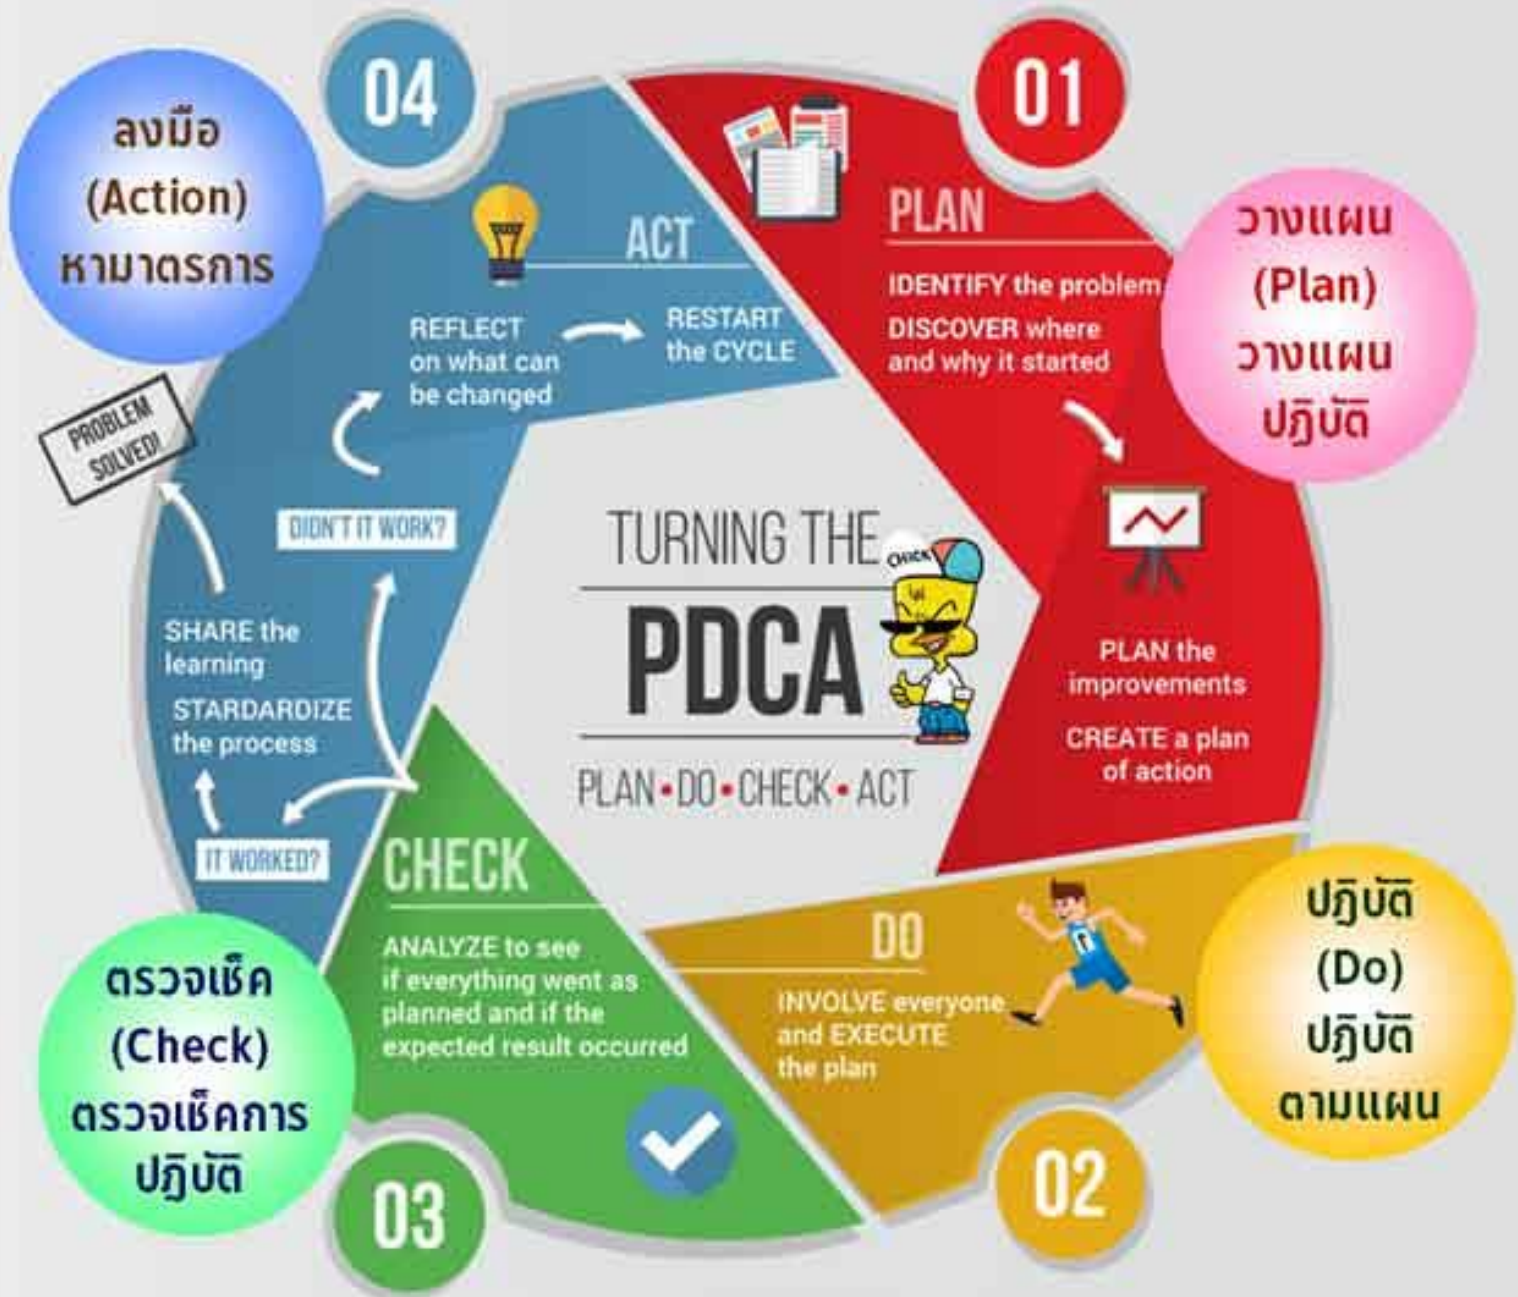 04
ลงมือ
(Action)
หามาตรการ
01
PLAN
IDENTIFY the problem
DISCOVER where
and why it started
วางแผน
(Plan)
วางแผน
ปฏิบัติ
ACT
REFLECT
on what can
be changed
RESTART
the CYCLE
PROBLEM
SOLVED!
DIDN'T IT WORK?
SHARE the
learning
STARDARDIZE
the process
IT WORKED?
TURNING THE
CHICK
PDCA
PLAN • DO • CHECK • ACT
PLAN the
improvements
CREATE a plan
of action
CHECK
ANALYZE to see
if everything went as
planned and if the
expected result occurred
DO
INVOLVE everyone
and EXECUTE
the plan
ปฏิบัติ
(Do)
ปฏิบัติ
ตามแผน
ตรวจเช็ค
(Check)
ตรวจเช็คการ
ปฏิบัติ
03
02